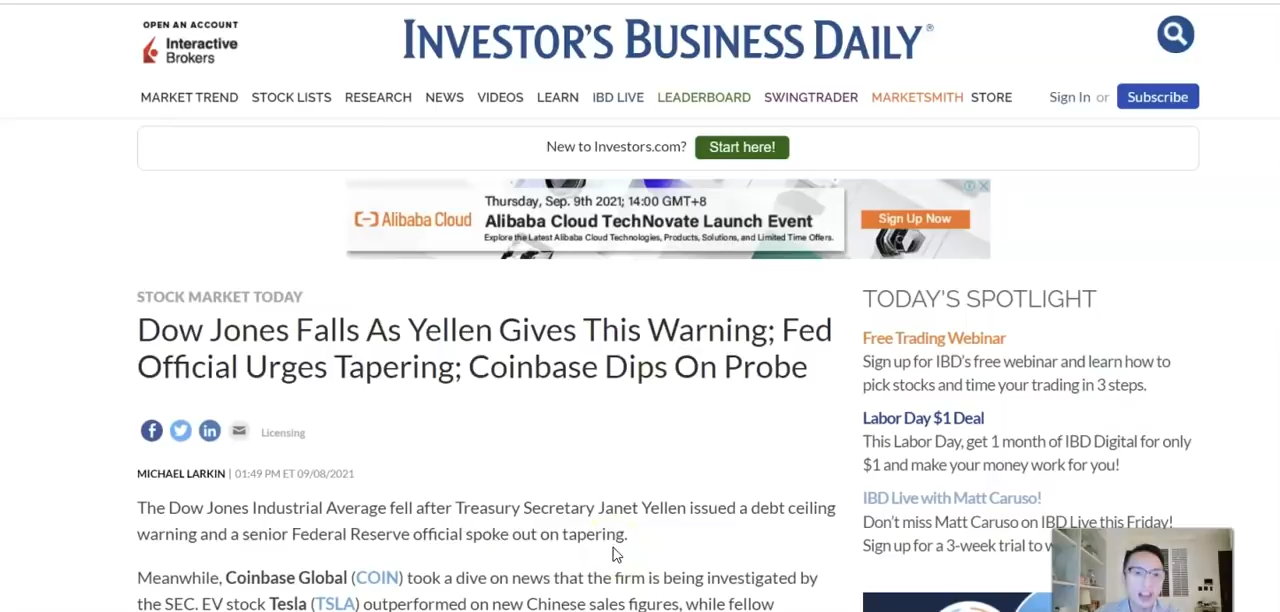 OPEN AN ACCOUNT
Interactive
Brokers
INVESTOR'S BUSINESS DAILY®
MARKET TREND STOCK LISTS RESEARCH NEWS VIDEOS LEARN IBD LIVE LEADERBOARD SWINGTRADER MARKETSMITH STORE Sign In or Subscribe
New to Investors.com? Start here!
Alibaba Cloud
Thursday, Sep. 9th 2021; 14:00 GMT+8
Alibaba Cloud TechNovate Launch Event
Explore the Latest Alibaba Cloud Technologies, Products, Solutions, and Limited Time Offers.
Sign Up Now
STOCK MARKET TODAY
Dow Jones Falls As Yellen Gives This Warning; Fed
Official Urges Tapering; Coinbase Dips On Probe
Licensing
MICHAEL LARKIN | 01:49 PM ET 09/08/2021
The Dow Jones Industrial Average fell after Treasury Secretary Janet Yellen issued a debt ceiling
warning and a senior Federal Reserve official spoke out on tapering.
Meanwhile, Coinbase Global (COIN) took a dive on news that the firm is being investigated by
the SEC. EV stock Tesla (TSLA) outperformed on new Chinese sales figures, while fellow
TODAY'S SPOTLIGHT
Free Trading Webinar
Sign up for IBD's free webinar and learn how to
pick stocks and time your trading in 3 steps.
Labor Day $1 Deal
This Labor Day, get 1 month of IBD Digital for only
$1 and make your money work for you!
IBD Live with Matt Caruso!
Don't miss Matt Caruso on IBD Live this Friday!
Sign up for a 3-week trial to